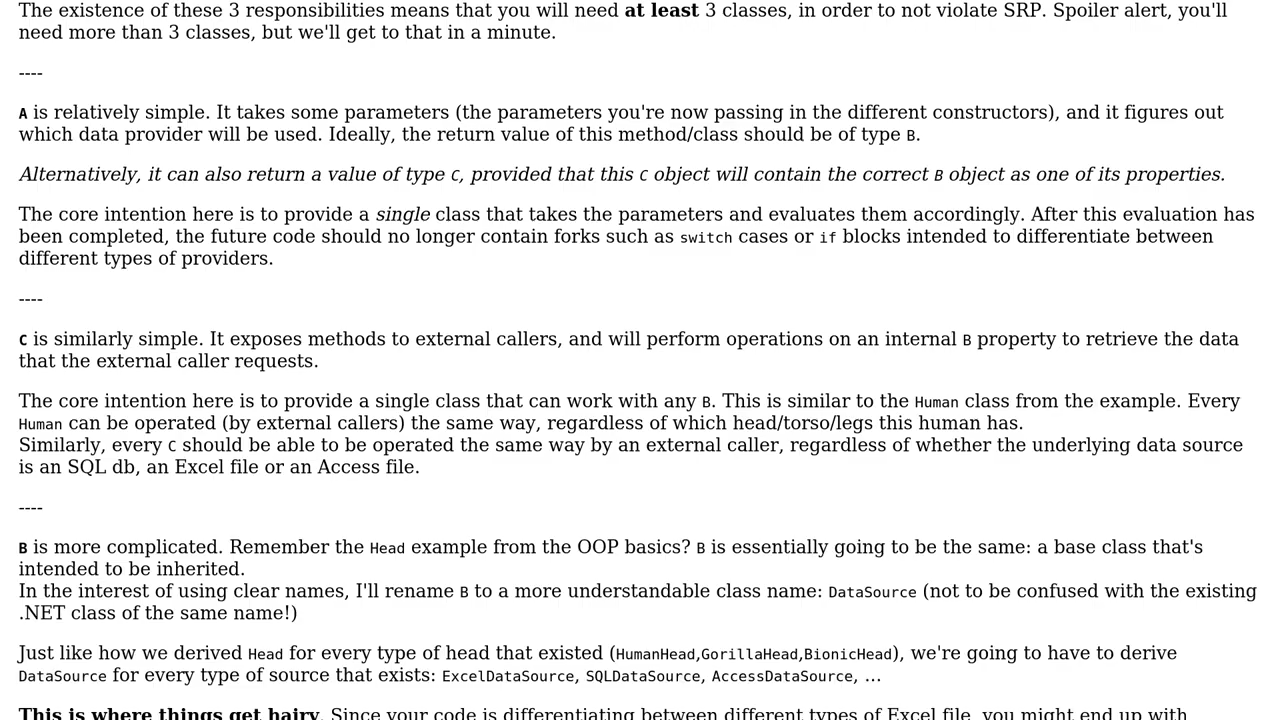 The existence of these 3 responsibilities means that you will need at least 3 classes, in order to not violate SRP. Spoiler alert, you'll
need more than 3 classes, but we'll get to that in a minute.
----
A is relatively simple. It takes some parameters (the parameters you're now passing in the different constructors), and it figures out
which data provider will be used. Ideally, the return value of this method/class should be of type B.
Alternatively, it can also return a value of type C, provided that this C object will contain the correct B object as one of its properties.
The core intention here is to provide a single class that takes the parameters and evaluates them accordingly. After this evaluation has
been completed, the future code should no longer contain forks such as switch cases or if blocks intended to differentiate between
different types of providers.
----
C is similarly simple. It exposes methods to external callers, and will perform operations on an internal B property to retrieve the data
that the external caller requests.
The core intention here is to provide a single class that can work with any B. This is similar to the Human class from the example. Every
Human can be operated (by external callers) the same way, regardless of which head/torso/legs this human has.
Similarly, every C should be able to be operated the same way by an external caller, regardless of whether the underlying data source
is an SQL db, an Excel file or an Access file.
----
B is more complicated. Remember the Head example from the OOP basics? B is essentially going to be the same: a base class that's
intended to be inherited.
In the interest of using clear names, I'll rename B to a more understandable class name: DataSource (not to be confused with the existing
.NET class of the same name!)
Just like how we derived Head for every type of head that existed (HumanHead,GorillaHead,BionicHead), we're going to have to derive
DataSource for every type of source that exists: ExcelDataSource, SQLDataSource, AccessDataSource, ...
This is where things get hairy. Since your code is differentiating between different types of Excel file, you might end up with